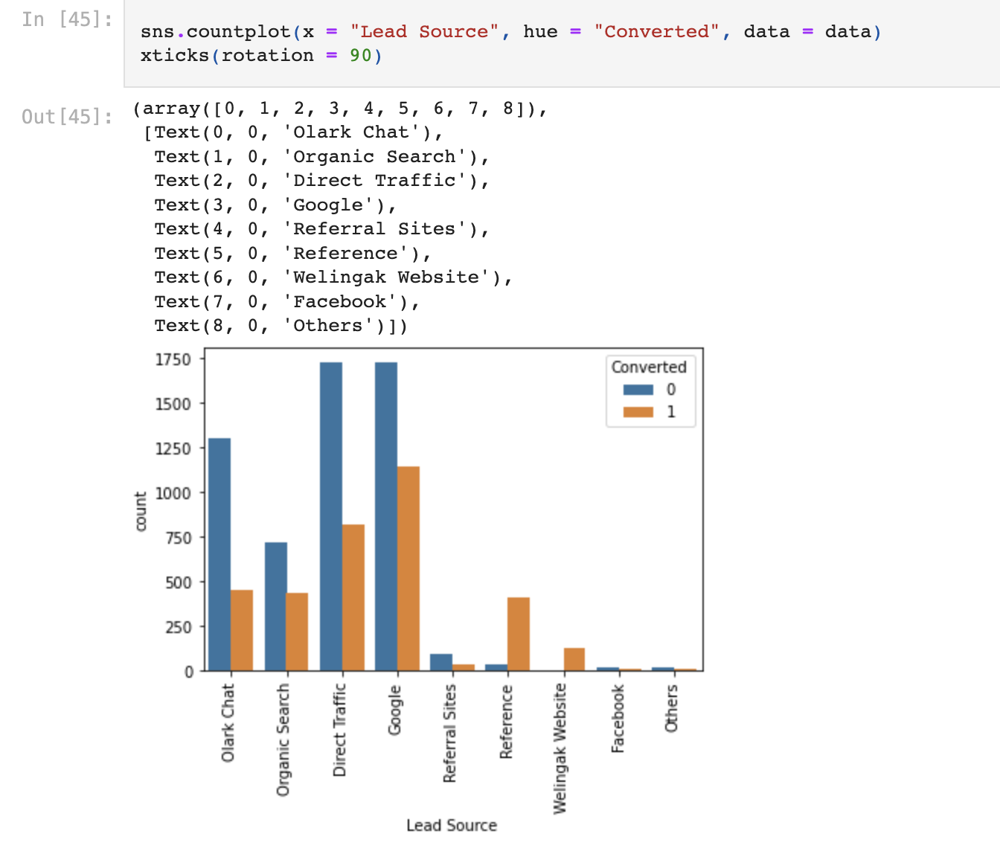 In [45]:
sns.countplot(x = "Lead Source", hue = "Converted", data = data)
xticks(rotation = 90)
Out[45]:
(array([0, 1, 2, 3, 4, 5, 6, 7, 8]),
[Text(0, 0, 'Olark Chat'),
Text(1, 0, 'Organic Search'),
Text(2, 0, 'Direct Traffic'),
Text(3, 0, 'Google'),
Text(4, 0, 'Referral Sites'),
Text(5, 0, 'Reference'),
Text(6, 0, 'Welingak Website'),
Text(7, 0, 'Facebook'),
Text(8, 0, 'Others')])
1750
1500
1250
1000
750
500
250
0
count
Converted
0
1
Olark Chat
Organic Search
Direct Traffic
Google
Referral Sites
Reference
Welingak Website
Facebook
Others
Lead Source